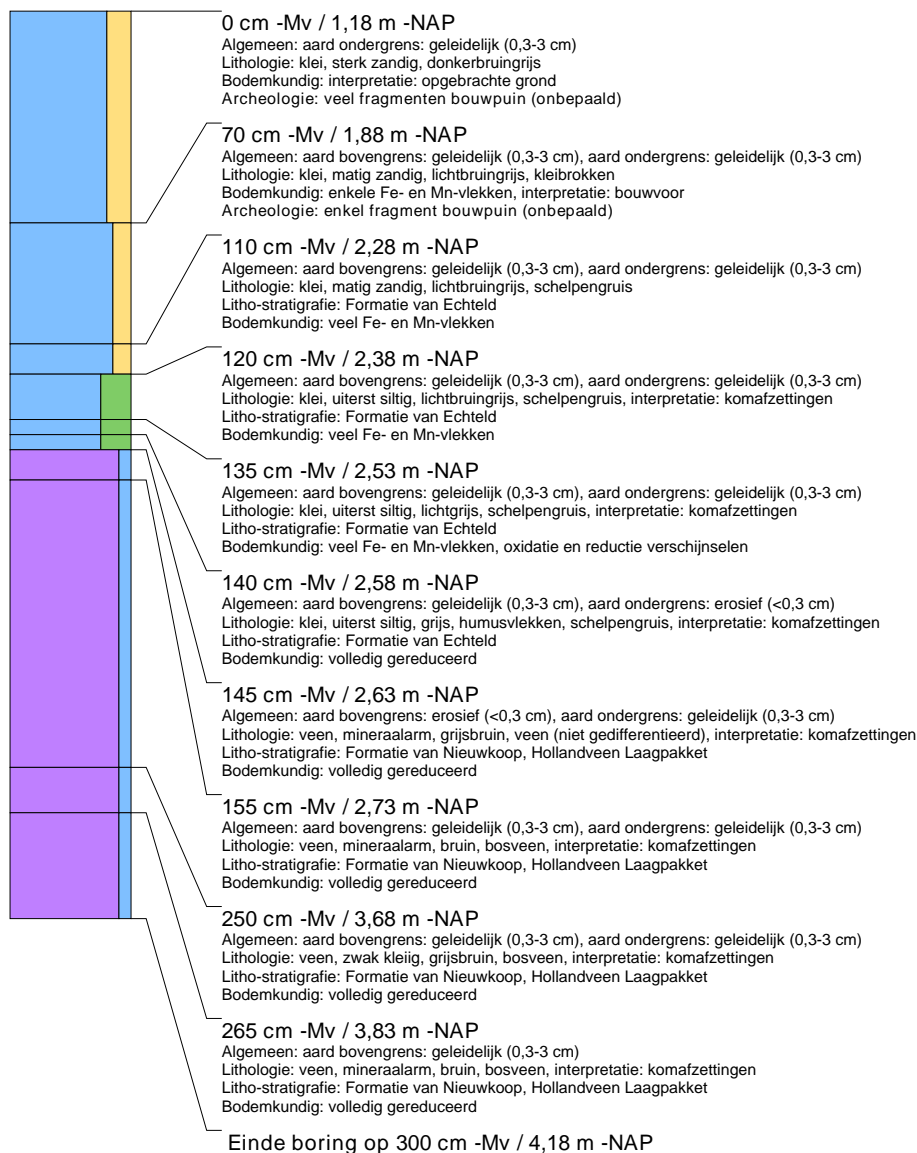 0 cm -Mv / 1,18 m -NAP
Algemeen: aard ondergrens: geleidelijk (0,3-3 cm)
Lithologie: klei, sterk zandig, donkerbruingrijs
Bodemkundig: interpretatie: opgebrachte grond
Archeologie: veel fragmenten bouwpuin (onbepaald)
70 cm -Mv / 1,88 m -NAP
Algemeen: aard bovengrens: geleidelijk (0,3-3 cm), aard ondergrens: geleidelijk (0,3-3 cm)
Lithologie: klei, matig zandig, lichtbruingrijs, kleibrokken
Bodemkundig: enkele Fe- en Mn-vlekken, interpretatie: bouwvoor
Archeologie: enkel fragment bouwpuin (onbepaald)
110 cm -Mv / 2,28 m -NAP
Algemeen: aard bovengrens: geleidelijk (0,3-3 cm), aard ondergrens: geleidelijk (0,3-3 cm)
Lithologie: klei, matig zandig, lichtbruingrijs, schelpengruis
Litho-stratigrafie: Formatie van Echteld
Bodemkundig: veel Fe- en Mn-vlekken
120 cm -Mv / 2,38 m -NAP
Algemeen: aard bovengrens: geleidelijk (0,3-3 cm), aard ondergrens: geleidelijk (0,3-3 cm)
Lithologie: klei, uiterst siltig, lichtbruingrijs, schelpengruis, interpretatie: komafzettingen
Litho-stratigrafie: Formatie van Echteld
Bodemkundig: veel Fe- en Mn-vlekken
135 cm -Mv / 2,53 m -NAP
Algemeen: aard bovengrens: geleidelijk (0,3-3 cm), aard ondergrens: geleidelijk (0,3-3 cm)
Lithologie: klei, uiterst siltig, lichtgrijs, schelpengruis, interpretatie: komafzettingen
Litho-stratigrafie: Formatie van Echteld
Bodemkundig: veel Fe- en Mn-vlekken, oxidatie en reductie verschijnselen
140 cm -Mv / 2,58 m -NAP
Algemeen: aard bovengrens: geleidelijk (0,3-3 cm), aard ondergrens: erosief (<0,3 cm)
Lithologie: klei, uiterst siltig, grijs, humusvlekken, schelpengruis, interpretatie: komafzettingen
Litho-stratigrafie: Formatie van Echteld
Bodemkundig: volledig gereduceerd
145 cm -Mv / 2,63 m -NAP
Algemeen: aard bovengrens: erosief (<0,3 cm), aard ondergrens: geleidelijk (0,3-3 cm)
Lithologie: veen, mineraalarm, grijsbruin, veen (niet gedifferentieerd), interpretatie: komafzettingen
Litho-stratigrafie: Formatie van Nieuwkoop, Hollandveen Laagpakket
Bodemkundig: volledig gereduceerd
155 cm -Mv / 2,73 m -NAP
Algemeen: aard bovengrens: geleidelijk (0,3-3 cm), aard ondergrens: geleidelijk (0,3-3 cm)
Lithologie: veen, mineraalarm, bruin, bosveen, interpretatie: komafzettingen
Litho-stratigrafie: Formatie van Nieuwkoop, Hollandveen Laagpakket
Bodemkundig: volledig gereduceerd
250 cm -Mv / 3,68 m -NAP
Algemeen: aard bovengrens: geleidelijk (0,3-3 cm), aard ondergrens: geleidelijk (0,3-3 cm)
Lithologie: veen, zwak kleiig, grijsbruin, bosveen, interpretatie: komafzettingen
Litho-stratigrafie: Formatie van Nieuwkoop, Hollandveen Laagpakket
Bodemkundig: volledig gereduceerd
265 cm -Mv / 3,83 m -NAP
Algemeen: aard bovengrens: geleidelijk (0,3-3 cm)
Lithologie: veen, mineraalarm, bruin, bosveen, interpretatie: komafzettingen
Litho-stratigrafie: Formatie van Nieuwkoop, Hollandveen Laagpakket
Bodemkundig: volledig gereduceerd
Einde boring op 300 cm -Mv / 4,18 m -NAP